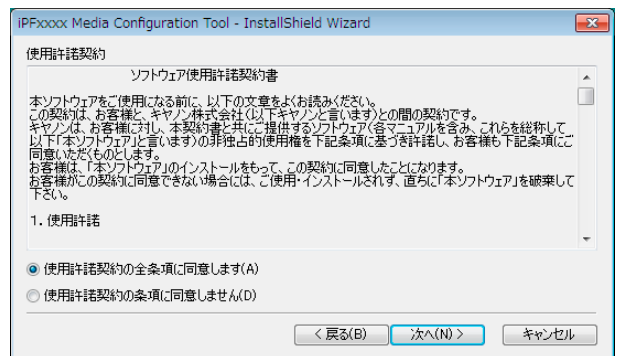 iPFxxxx Media Configuration Tool - InstallShield Wizard
使用許諾契約
ソフトウェア使用許諾契約書
本ソフトウェアをご使用になる前に、以下の文章をよくお読みください。
この契約は、お客様と、キヤノン株式会社(以下キヤノンと言います)との間の契約です。
キヤノンは、お客様に対し、本契約書と共にご提供するソフトウェア(各マニュアルを含み、これらを総称して
以下「本ソフトウェア」と言います)の非独占的使用権を下記条項に基づき許諾し、お客様も下記条項にご
同意いただくものとします。
お客様は、「本ソフトウェア」のインストールをもって、この契約に同意したことになります。
お客様がこの契約に同意できない場合には、ご使用・インストールされず、直ちに「本ソフトウェア」を破棄して
下さい。
1. 使用許諾
使用許諾契約の全条項に同意します(A)
使用許諾契約の条項に同意しません(D)
< 戻る(B)
次へ(N) >
キャンセル